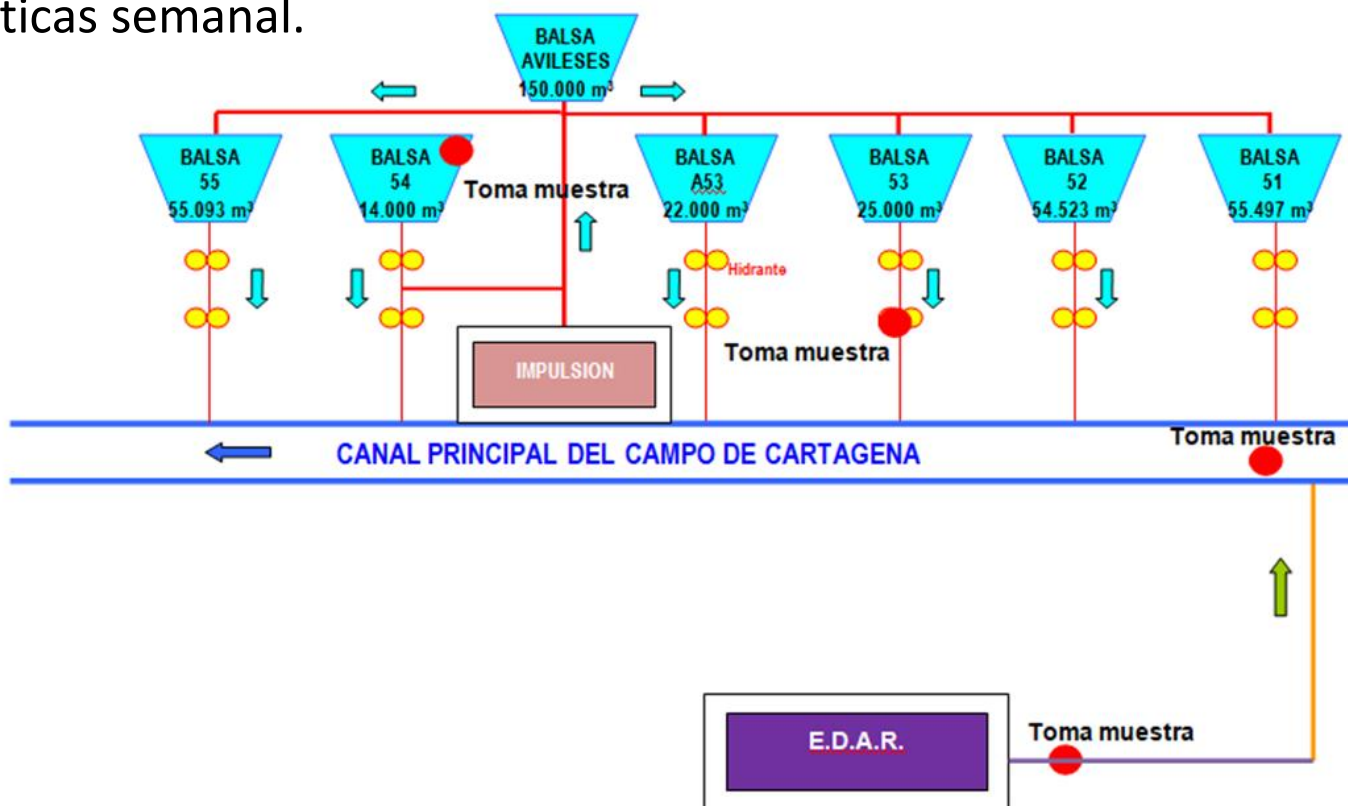 ticas semanal.
BALSA
AVILESES
150.000 m³
BALSA
55
55.093 m³
BALSA
54
14.000 m³
Toma muestra
BALSA
A53
22.000 m³
BALSA
53
25.000 m³
BALSA
52
54.523 m³
BALSA
51
55.497 m³
Hidrante
Toma muestra
IMPULSION
CANAL PRINCIPAL DEL CAMPO DE CARTAGENA
Toma muestra
E.D.A.R.
Toma muestra